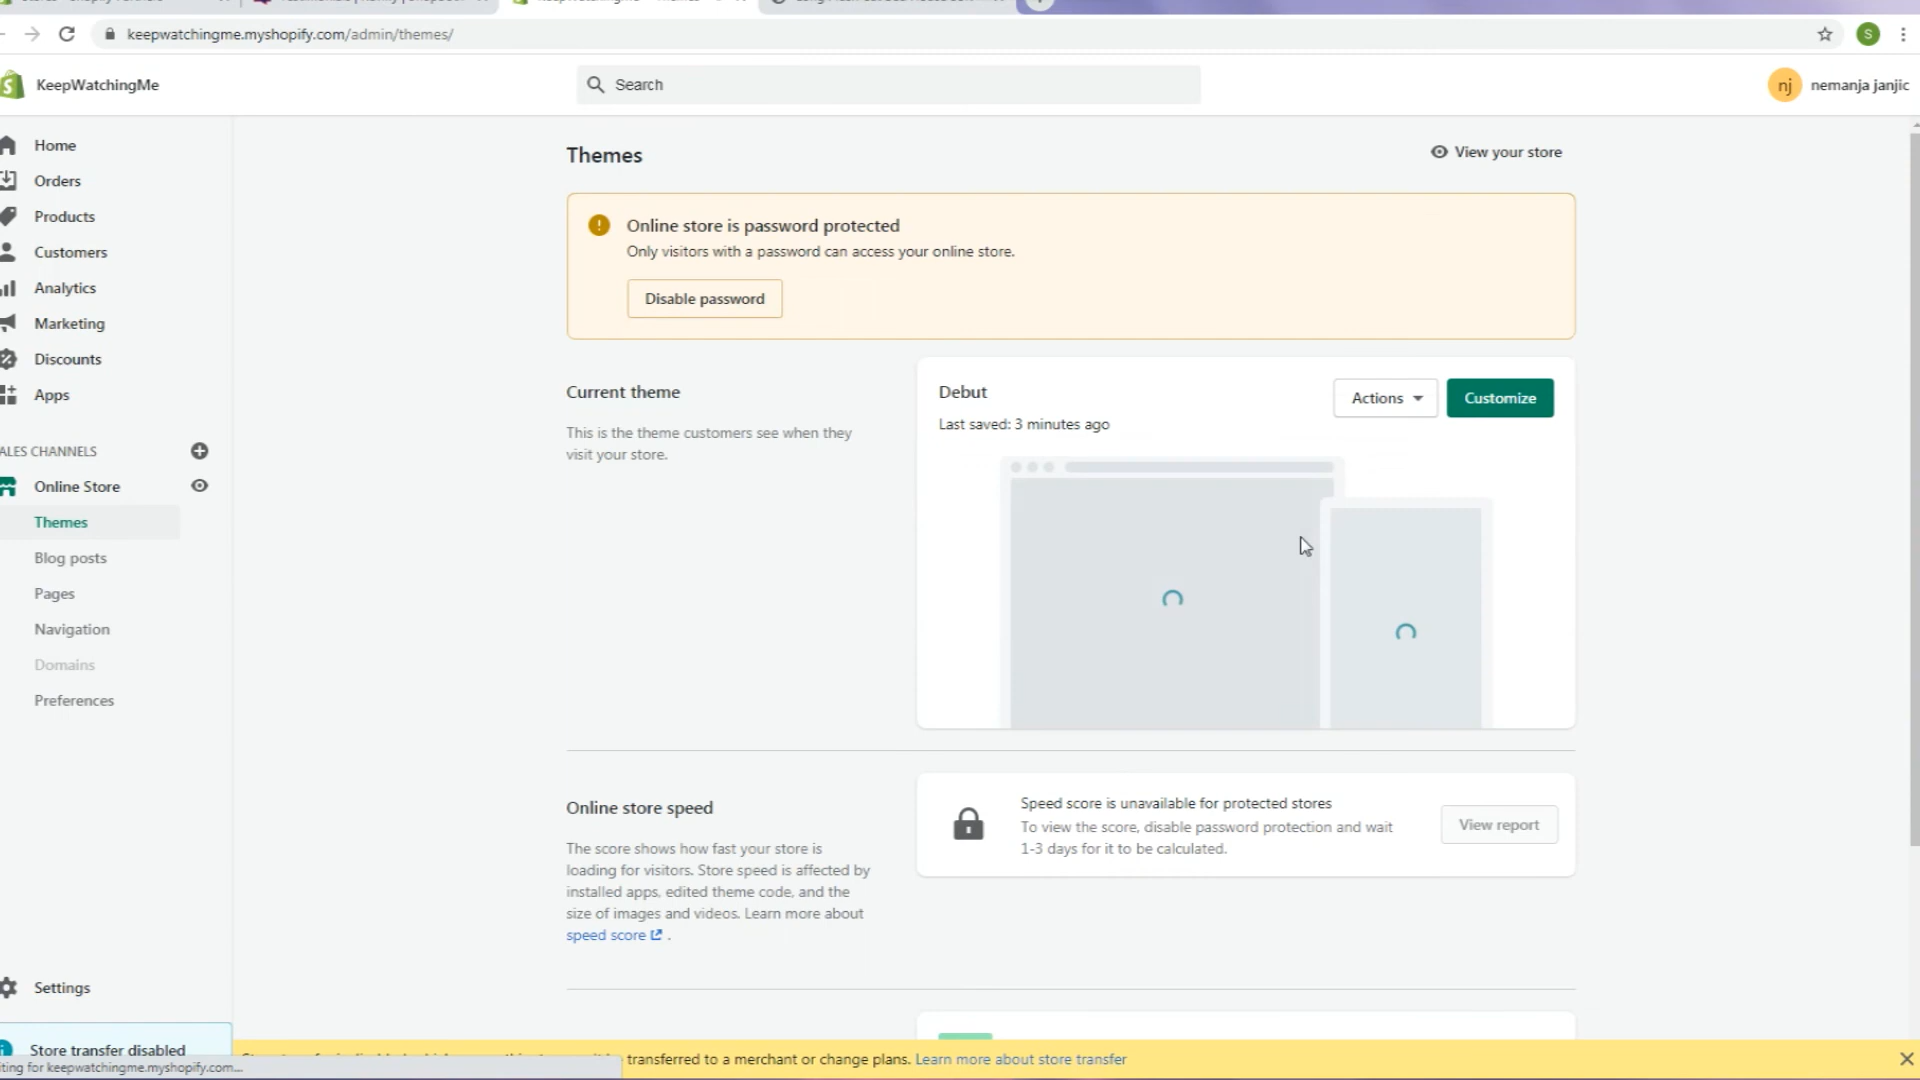 keepwatchingme.myshopify.com/admin/themes/
S
KeepWatchingMe
Search
nj
nemanja janjic
Home
Orders
Products
Customers
Analytics
Marketing
Discounts
Apps
ALES CHANNELS
Online Store
Themes
Blog posts
Pages
Navigation
Domains
Preferences
Settings
Store transfer disabled
iting for keepwatchingme.myshopify.com...
Themes
View your store
Online store is password protected
Only visitors with a password can access your online store.
Disable password
Current theme
This is the theme customers see when they
visit your store.
Debut
Last saved: 3 minutes ago
Actions
Customize
Online store speed
The score shows how fast your store is
loading for visitors. Store speed is affected by
installed apps, edited theme code, and the
size of images and videos. Learn more about
speed score .
Speed score is unavailable for protected stores
To view the score, disable password protection and wait
1-3 days for it to be calculated.
View report
transferred to a merchant or change plans. Learn more about store transfer